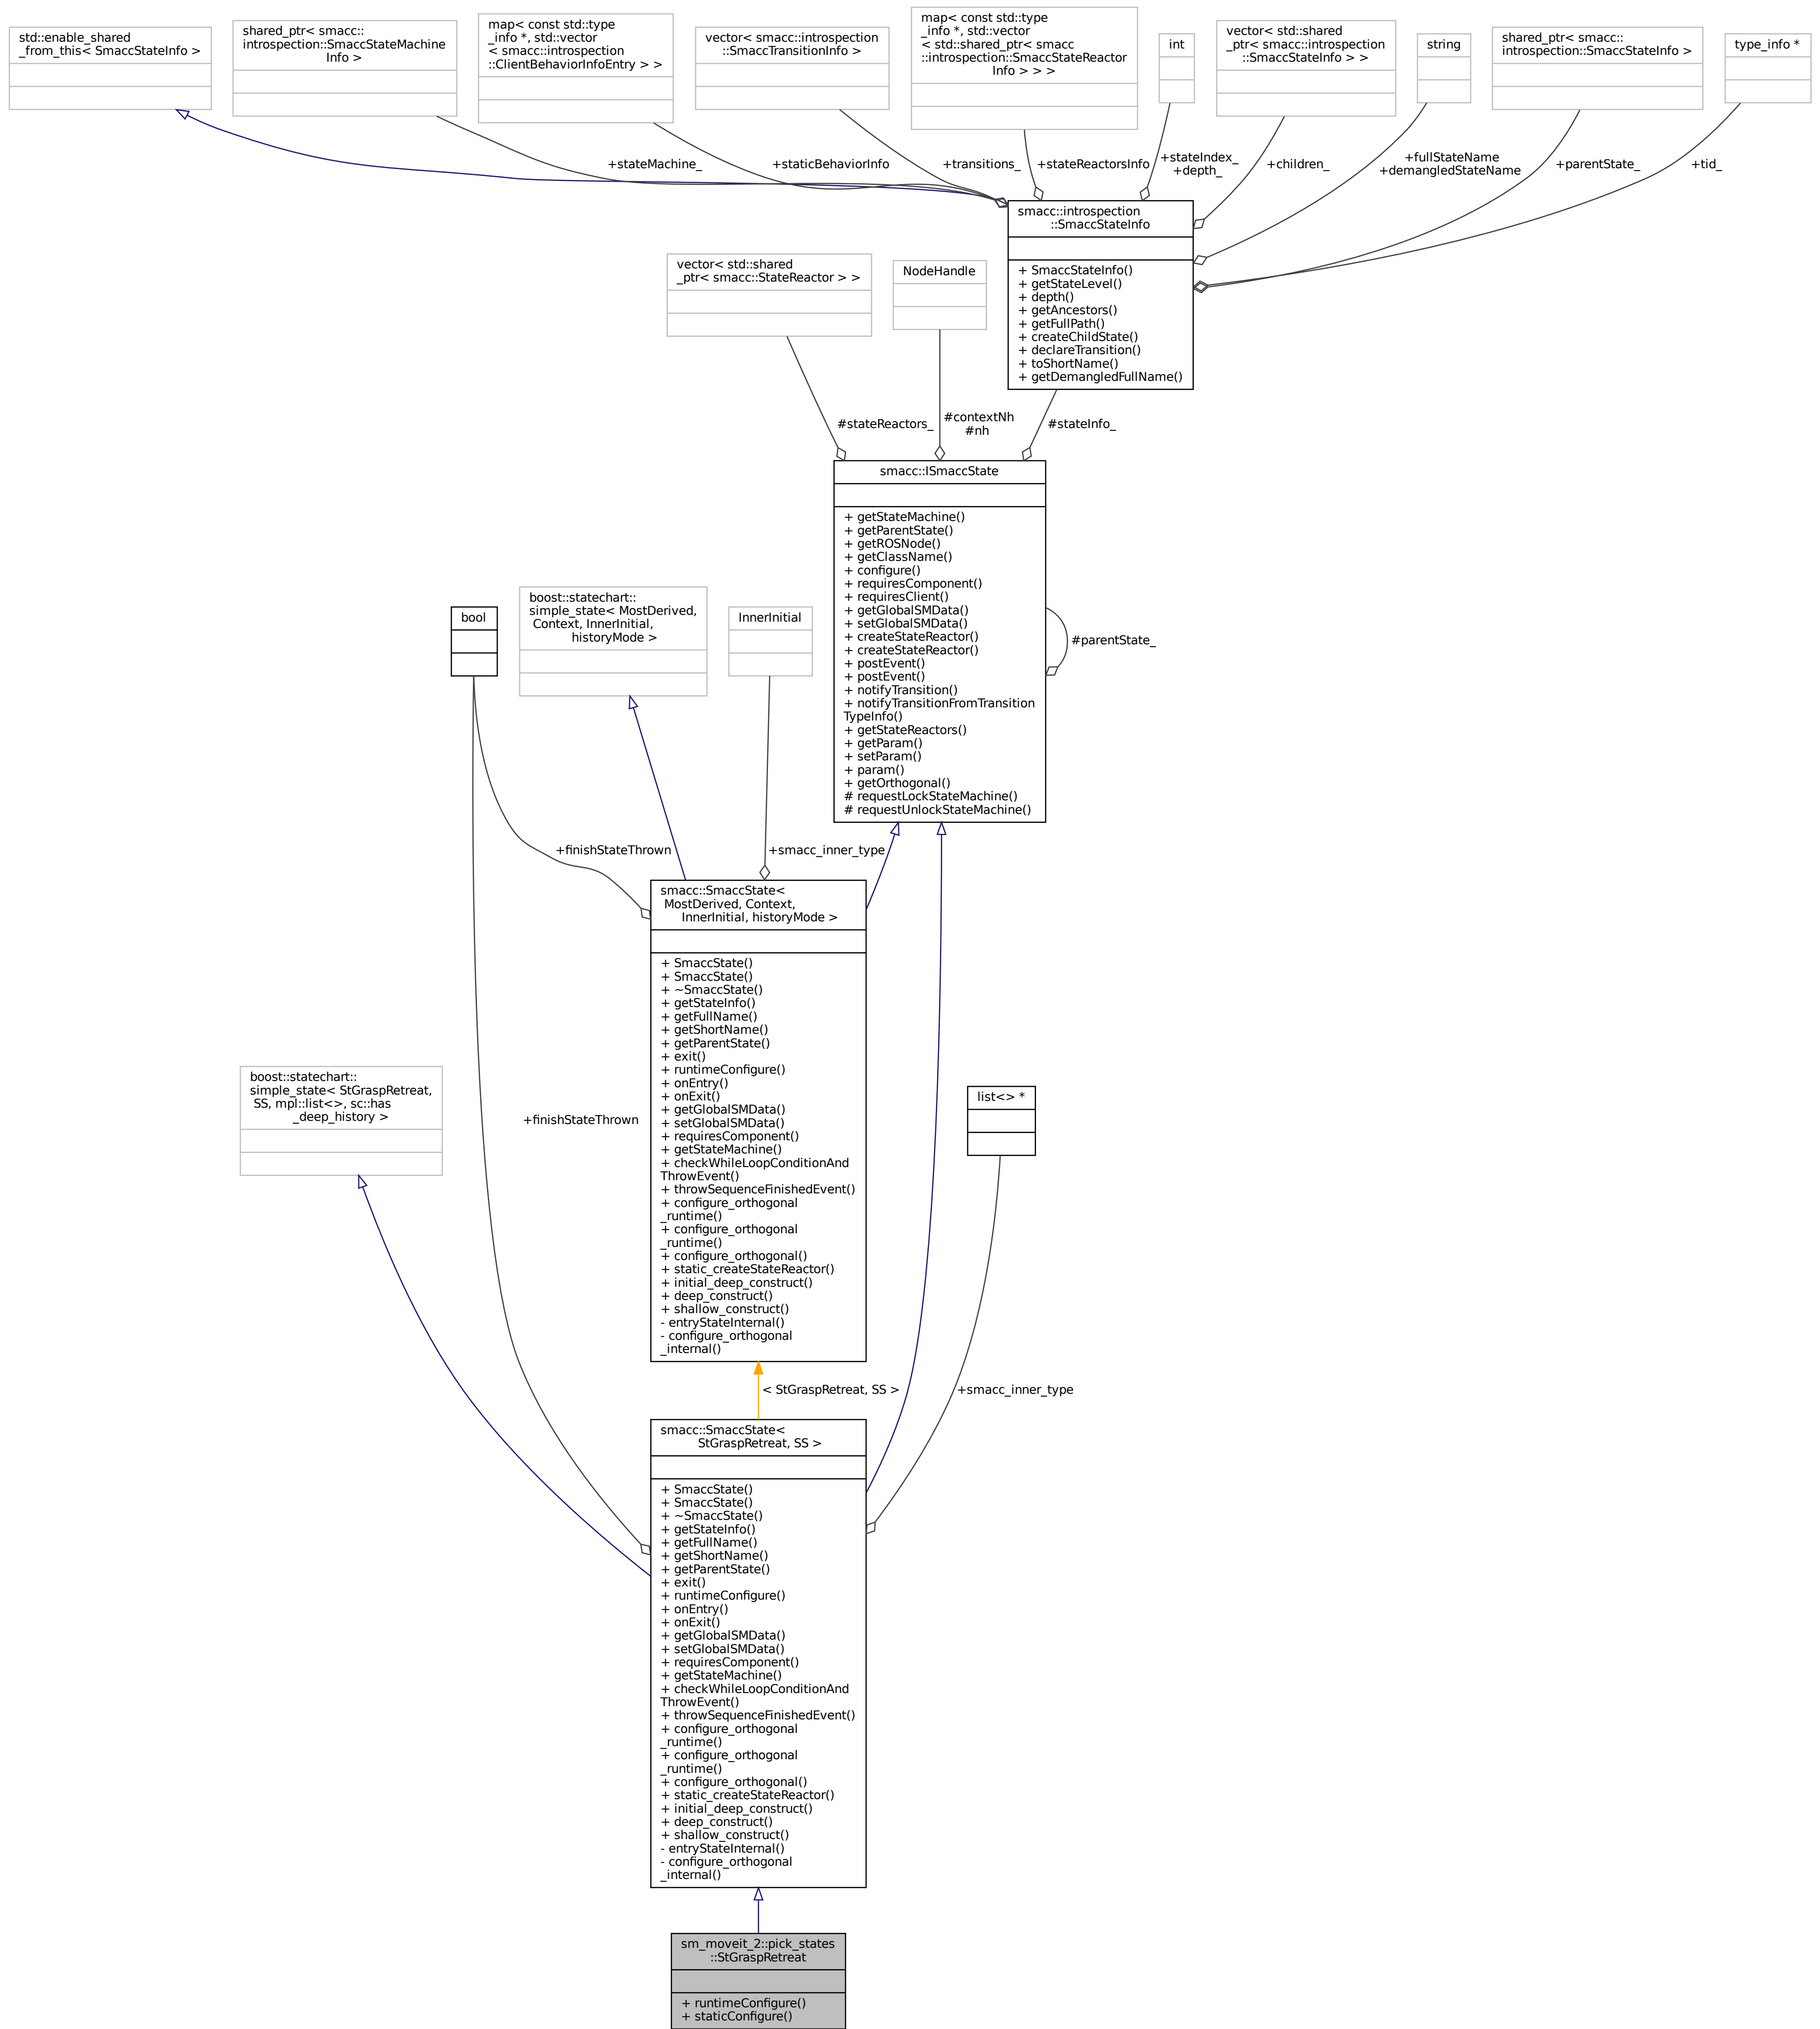 std::enable_shared
_from_this< SmaccStateInfo >
shared_ptr< smacc::
introspection::SmaccStateMachine
Info >
map< const std::type
_info *, std::vector
< smacc::introspection
::ClientBehaviorInfoEntry > >
vector< smacc::introspection
::SmaccTransitionInfo >
map< const std::type
_info *, std::vector
< std::shared_ptr< smacc
::introspection::SmaccStateReactor
Info > > >
int
vector< std::shared
_ptr< smacc::introspection
::SmaccStateInfo > >
string
shared_ptr< smacc::
introspection::SmaccStateInfo >
type_info *
+stateMachine_
+staticBehaviorInfo
+transitions_
+stateReactorsInfo
+stateIndex_
+depth_
+children_
+fullStateName
+demangledStateName
+parentState_
+tid_
smacc::introspection
::SmaccStateInfo
+ SmaccStateInfo()
+ getStateLevel()
+ depth()
+ getAncestors()
+ getFullPath()
+ createChildState()
+ declareTransition()
+ toShortName()
+ getDemangledFullName()
vector< std::shared
_ptr< smacc::StateReactor > >
NodeHandle
#stateReactors_
#contextNh
#nh
#stateInfo_
smacc::ISmaccState
+ getStateMachine()
+ getParentState()
+ getROSNode()
+ getClassName()
+ configure()
+ requiresComponent()
+ requiresClient()
+ getGlobalSMData()
+ setGlobalSMData()
+ createStateReactor()
+ createStateReactor()
+ postEvent()
+ postEvent()
+ notifyTransition()
+ notifyTransitionFromTransition
TypeInfo()
+ getStateReactors()
+ getParam()
+ setParam()
+ param()
+ getOrthogonal()
# requestLockStateMachine()
# requestUnlockStateMachine()
#parentState_
bool
boost::statechart::
simple_state< MostDerived,
Context, InnerInitial,
historyMode >
InnerInitial
+finishStateThrown
+smacc_inner_type
smacc::SmaccState<
MostDerived, Context,
InnerInitial, historyMode >
+ SmaccState()
+ SmaccState()
+ ~SmaccState()
+ getStateInfo()
+ getFullName()
+ getShortName()
+ getParentState()
+ exit()
+ runtimeConfigure()
+ onEntry()
+ onExit()
+ getGlobalSMData()
+ setGlobalSMData()
+ requiresComponent()
+ getStateMachine()
+ checkWhileLoopConditionAnd
ThrowEvent()
+ throwSequenceFinishedEvent()
+ configure_orthogonal
_runtime()
+ configure_orthogonal
_runtime()
+ configure_orthogonal()
+ static_createStateReactor()
+ initial_deep_construct()
+ deep_construct()
+ shallow_construct()
- entryStateInternal()
- configure_orthogonal
_internal()
boost::statechart::
simple_state< StGraspRetreat,
SS, mpl::list<>, sc::has
_deep_history >
+finishStateThrown
list<> *
< StGraspRetreat, SS >
+smacc_inner_type
smacc::SmaccState<
StGraspRetreat, SS >
+ SmaccState()
+ SmaccState()
+ ~SmaccState()
+ getStateInfo()
+ getFullName()
+ getShortName()
+ getParentState()
+ exit()
+ runtimeConfigure()
+ onEntry()
+ onExit()
+ getGlobalSMData()
+ setGlobalSMData()
+ requiresComponent()
+ getStateMachine()
+ checkWhileLoopConditionAnd
ThrowEvent()
+ throwSequenceFinishedEvent()
+ configure_orthogonal
_runtime()
+ configure_orthogonal
_runtime()
+ configure_orthogonal()
+ static_createStateReactor()
+ initial_deep_construct()
+ deep_construct()
+ shallow_construct()
- entryStateInternal()
- configure_orthogonal
_internal()
sm_moveit_2::pick_states
::StGraspRetreat
+ runtimeConfigure()
+ staticConfigure()